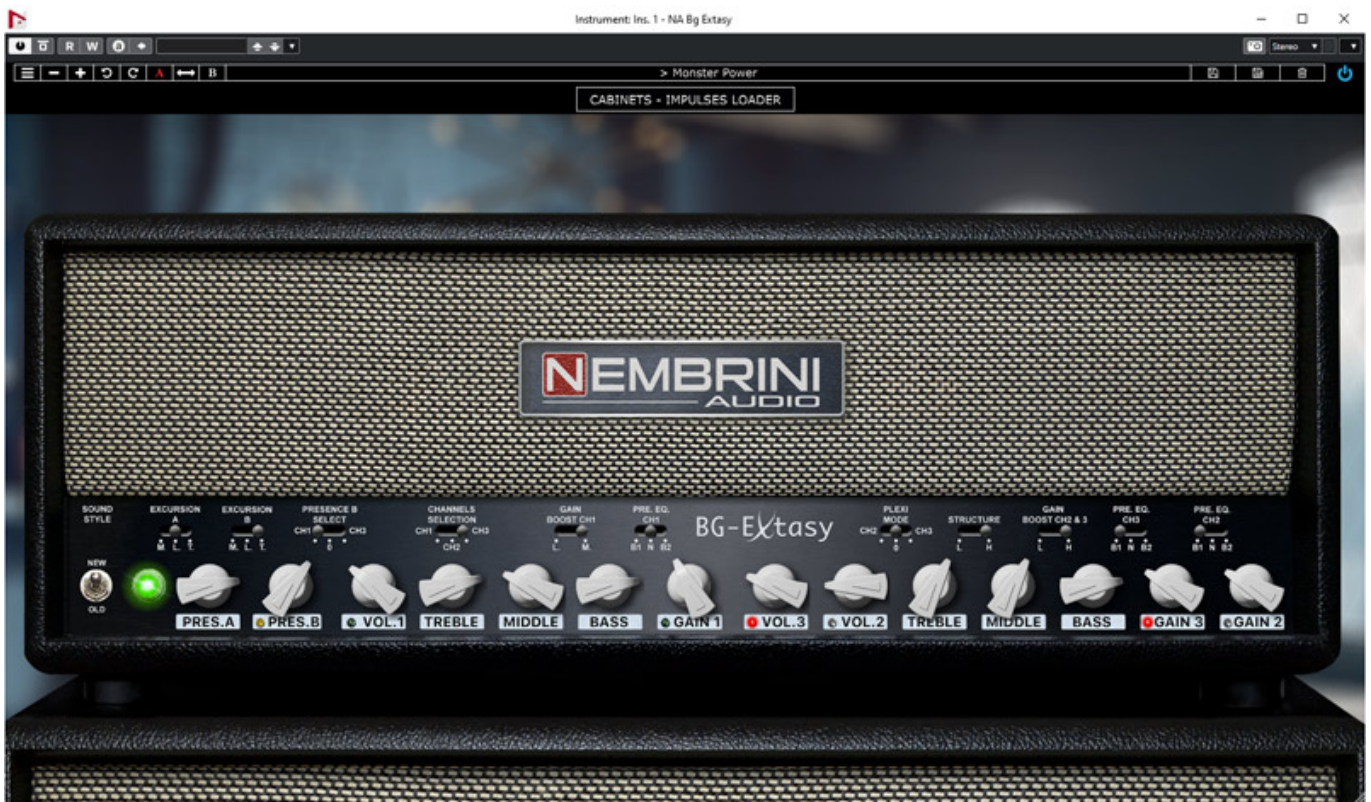 Instrument: Ins. 1 - NA Bg Extasy
R W Stereo
A B > Monster Power
CABINETS - IMPULSES LOADER
NEMBRINI
AUDIO
SOUND STYLE
EXCURSION A
M. L. T.
EXCURSION B
M. L. T.
PRESENCE B SELECT
CH1 CH3
CHANNELS SELECTION
CH1 CH3
CH2
GAIN BOOST CH1
L. M.
PRE. EQ. CH1
B1 N B2
BG-EXtasy
PLEXI MODE
CH2 CH3
STRUCTURE
L H
GAIN BOOST CH2 & 3
L H
PRE. EQ. CH3
B1 N B2
PRE. EQ. CH2
B1 N B2
NEW
OLD
PRES.A PRES.B VOL.1 TREBLE MIDDLE BASS GAIN 1 VOL.3 VOL.2 TREBLE MIDDLE BASS GAIN 3 GAIN 2